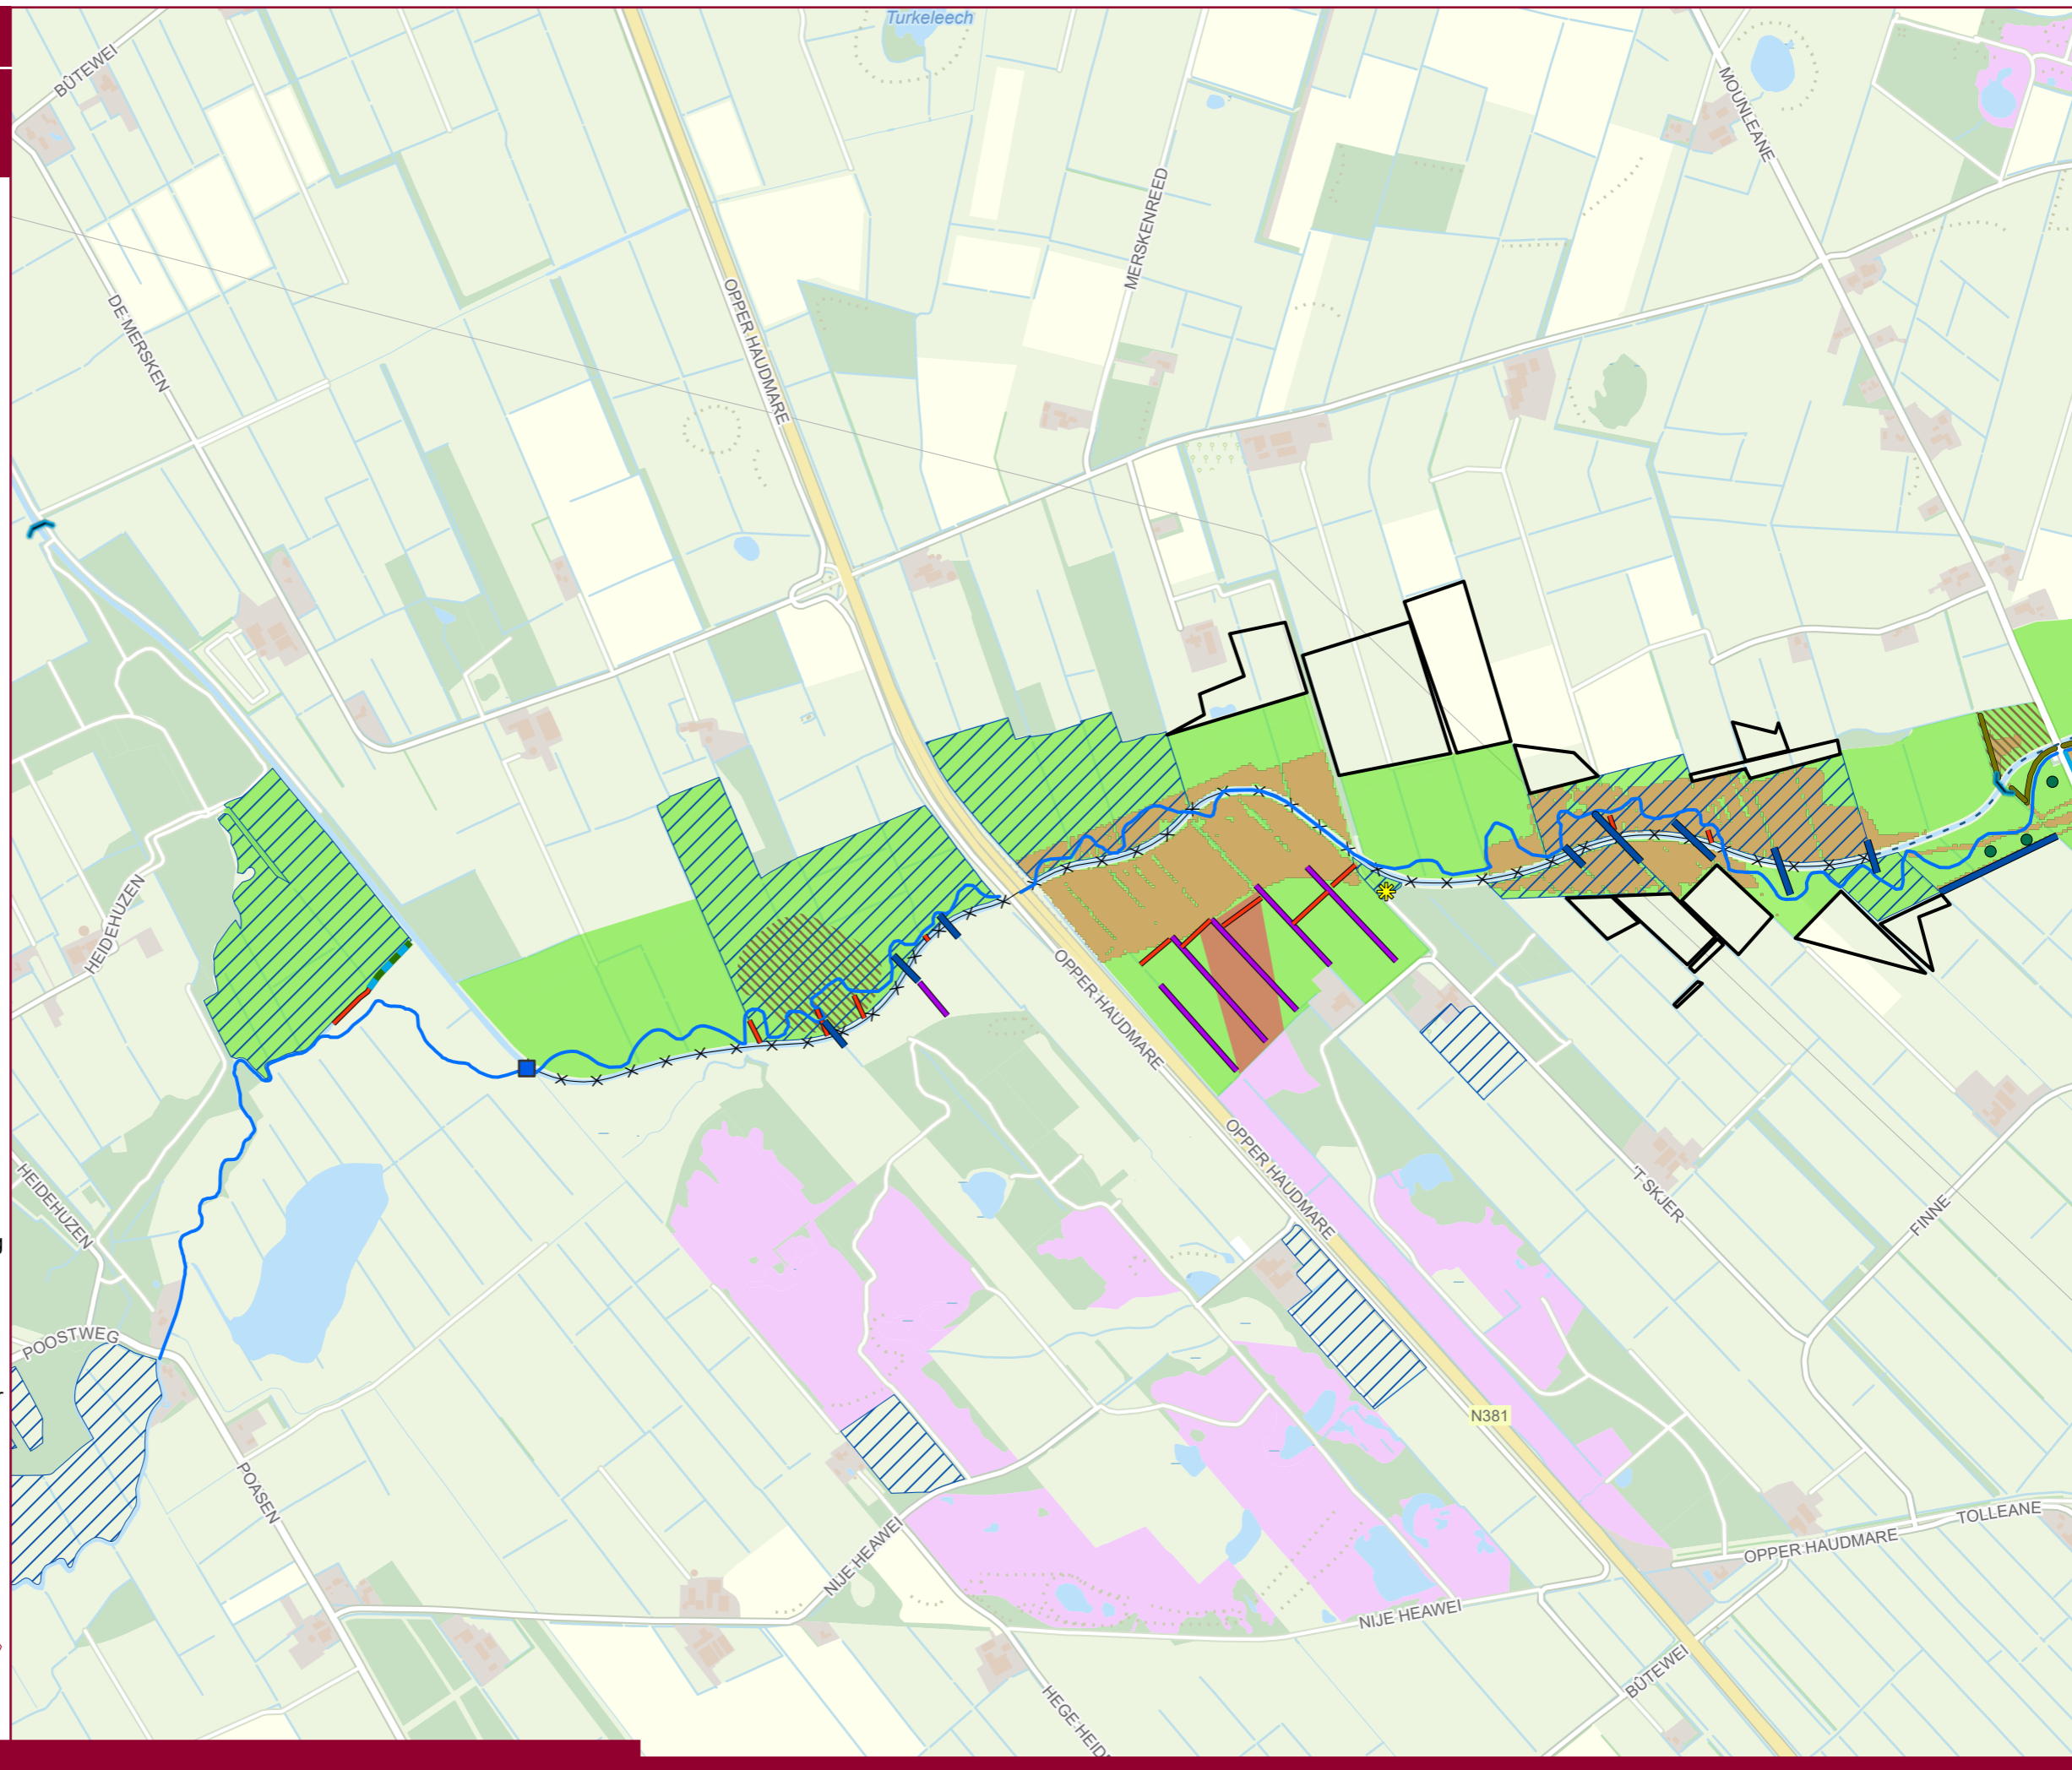 Turkeleech
BÛTEWEI
MOUNLEANE
MERSKENREED
OPPER HAUDMARE
DE MERSKEN
HEIDEHUZEN
OPPER HAUDMARE
OPPER HAUDMARE
HEIDEHUZEN
'T SKJER
FINNE
POOSTWEG
N381
POASEN
TOLLEANE
OPPER HAUDMARE
NIJE HEAWEI
NIJE HEAWEI
BÛTEWEI
HEGE HEID